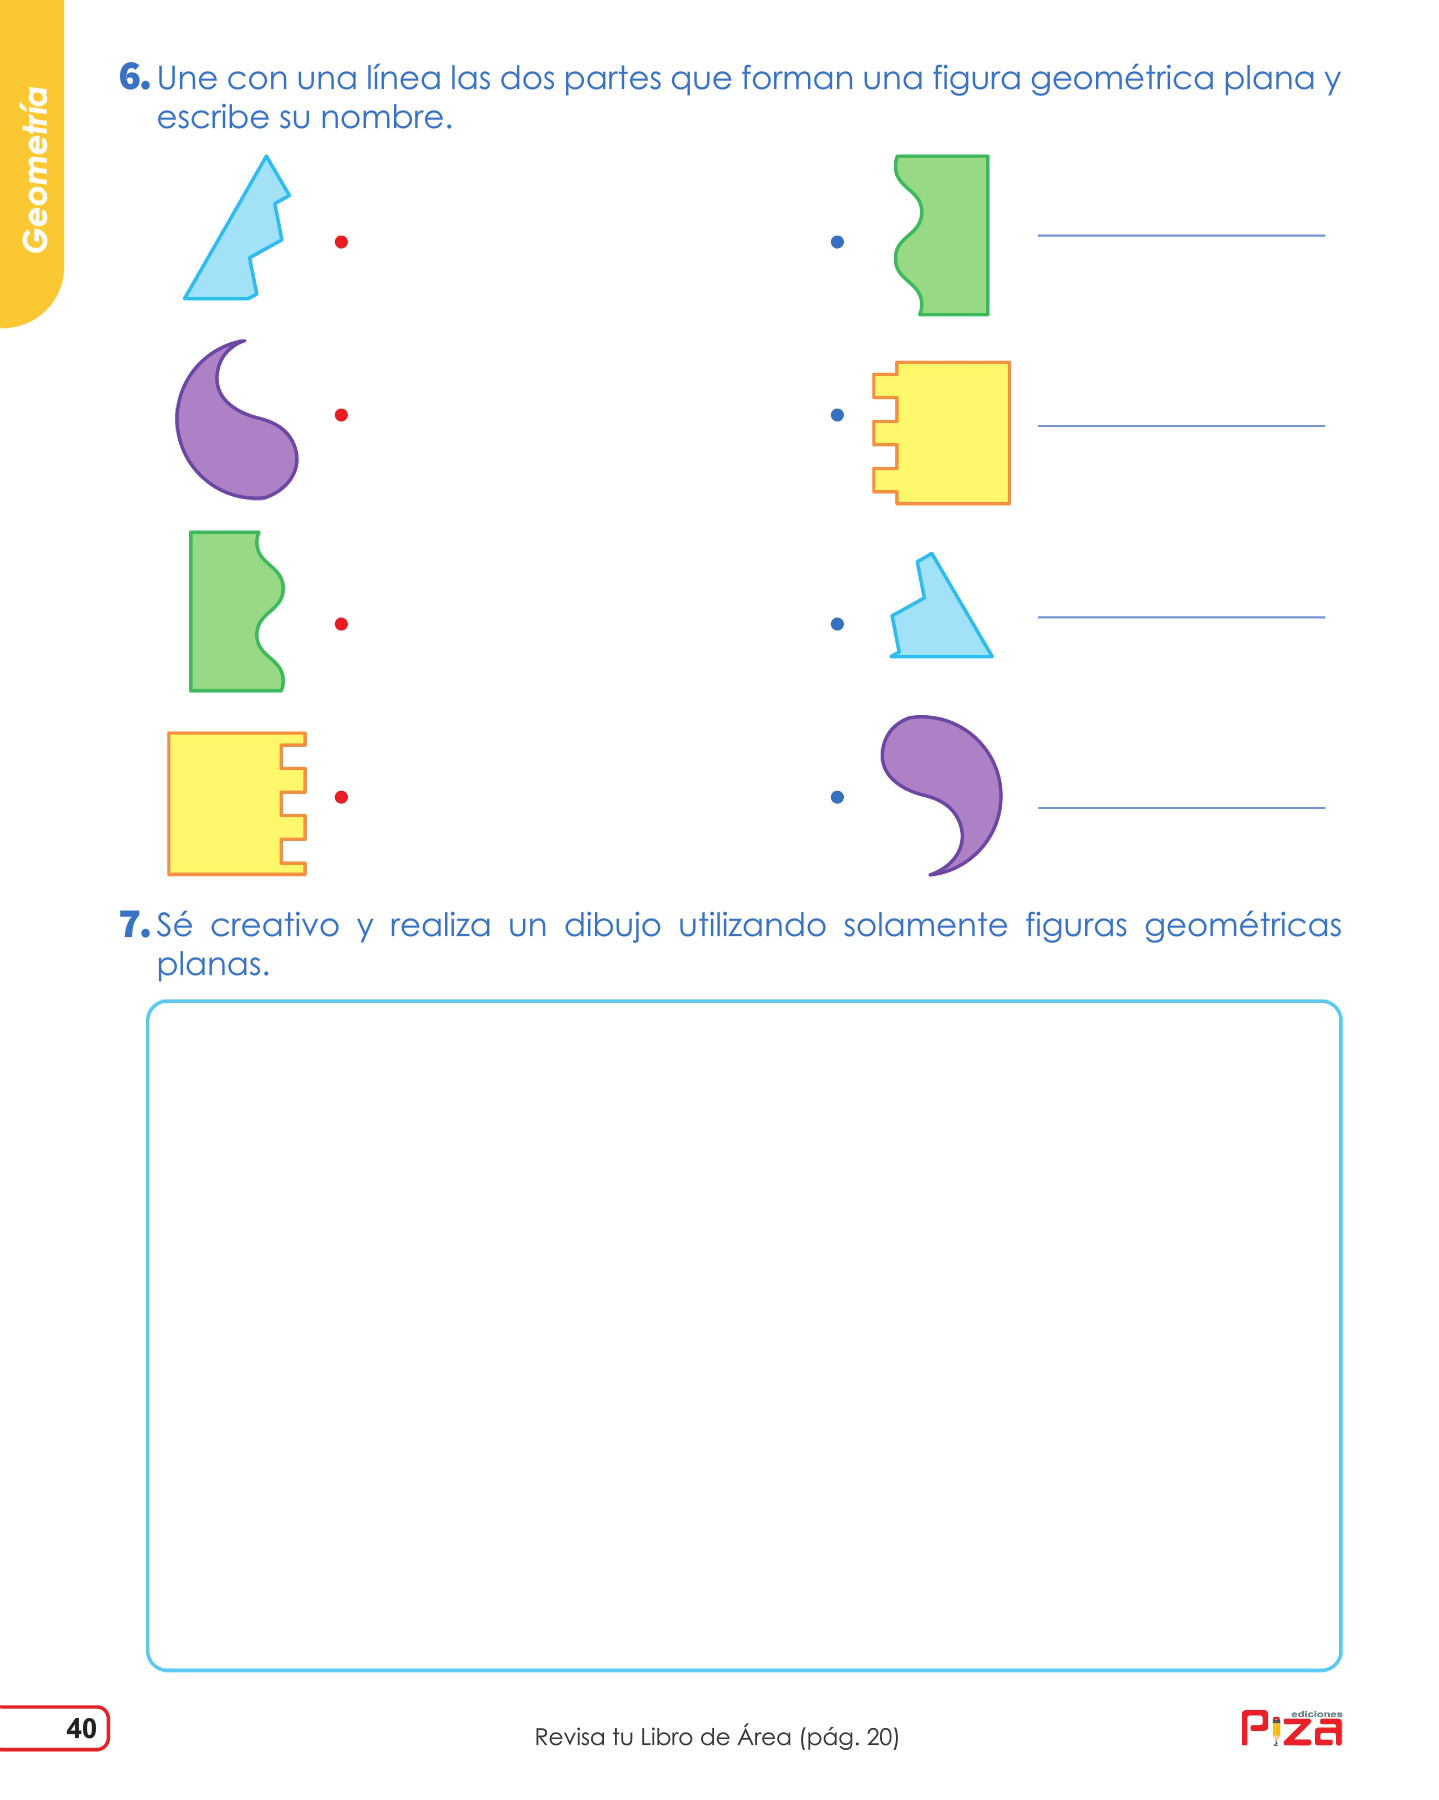 Geometría
6. Une con una línea las dos partes que forman una figura geométrica plana y
escribe su nombre.
7. Sé creativo y realiza un dibujo utilizando solamente figuras geométricas
planas.
40
Revisa tu Libro de Área (pág. 20)
ediciones
Piza